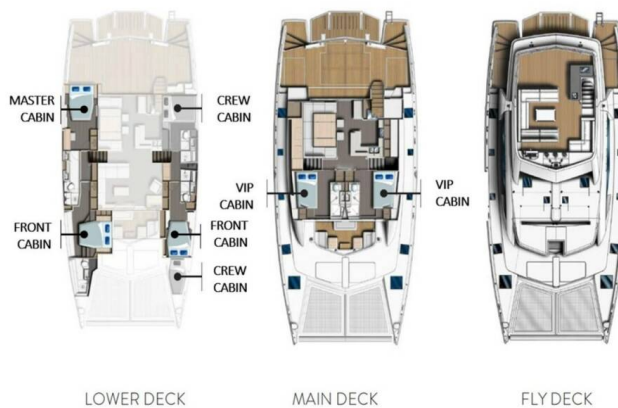 MASTER
CABIN
CREW
CABIN
VIP
CABIN
VIP
CABIN
FRONT
CABIN
FRONT
CABIN
CREW
CABIN
LOWER DECK
MAIN DECK
FLY DECK